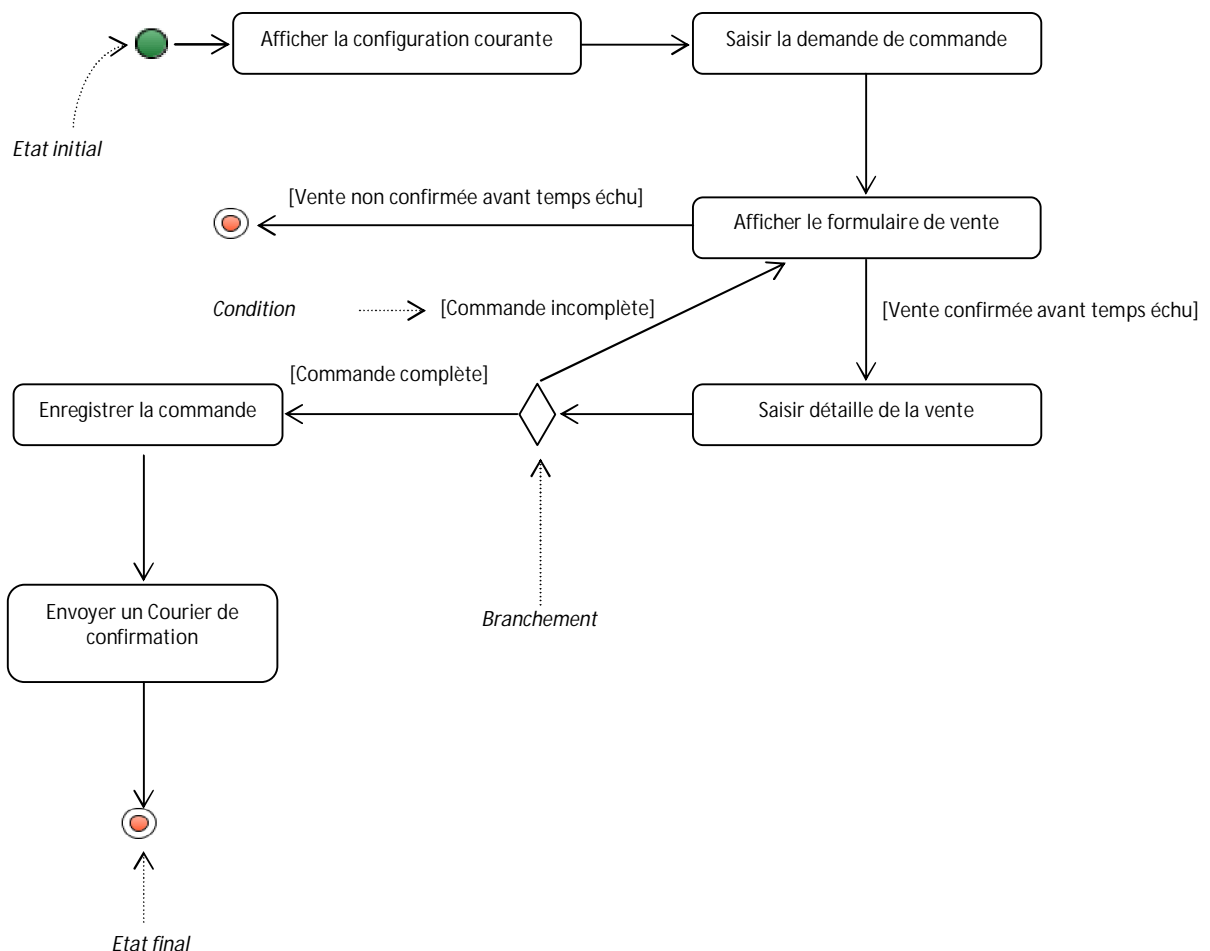 Afficher la configuration courante
Saisir la demande de commande
Etat initial
[Vente non confirmée avant temps échu]
Afficher le formulaire de vente
Condition
[Commande incomplète]
[Vente confirmée avant temps échu]
[Commande complète]
Enregistrer la commande
Saisir détaille de la vente
Envoyer un Courier de
confirmation
Branchement
Etat final